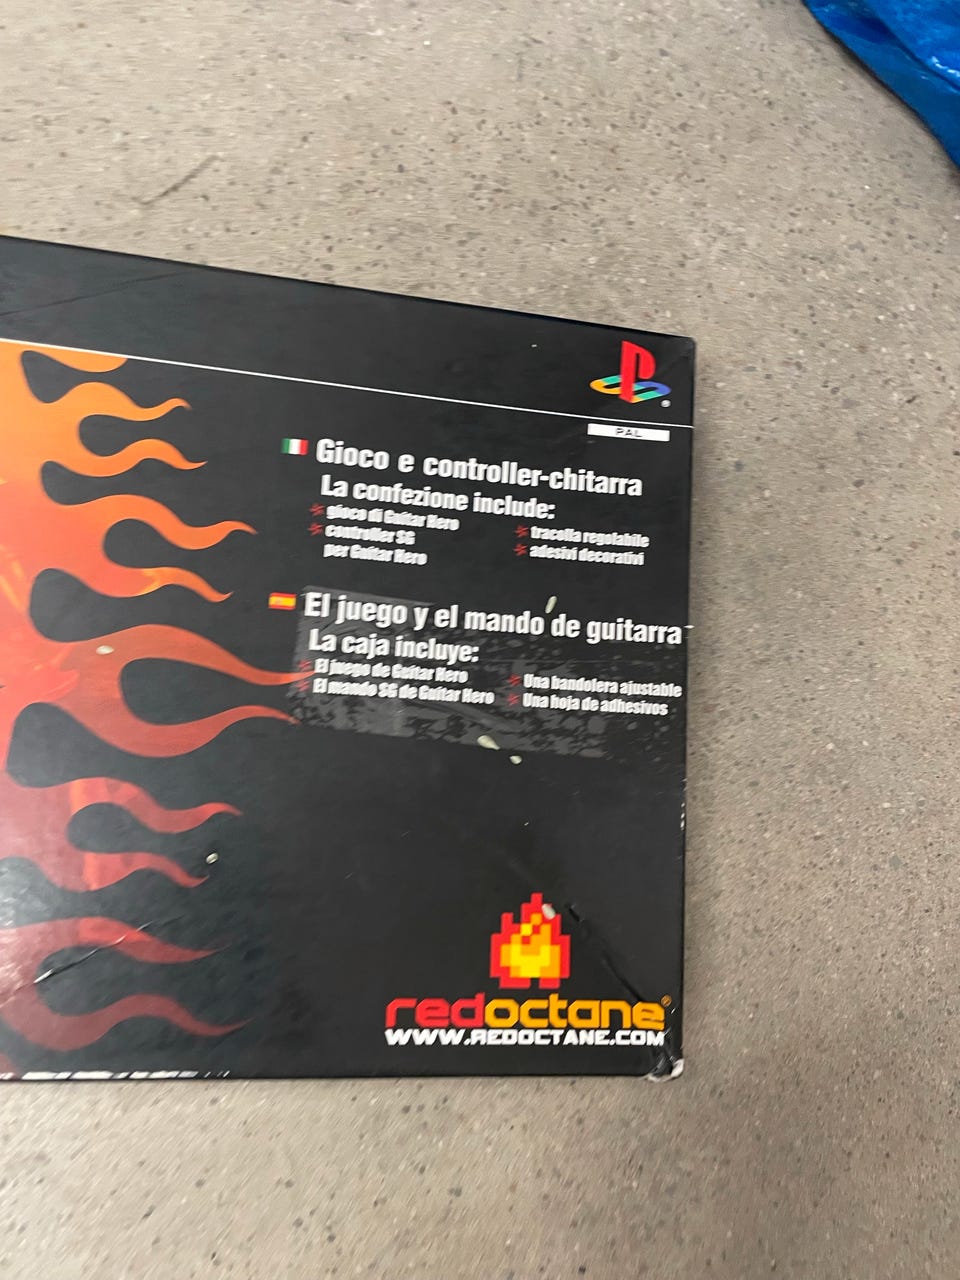 PAL
Gioco e controller-chitarra
La confezione include:
gioco di Guitar Hero
controller SG
per Guitar Hero
tracolla regolabile
adesivi decorativi
El juego y el mando de guitarra
La caja incluye:
El juego de Guitar Hero
El mando SG de Guitar Hero
Una bandolera ajustable
Una hoja de adhesivos
redoctane®
WWW.REDOCTANE.COM